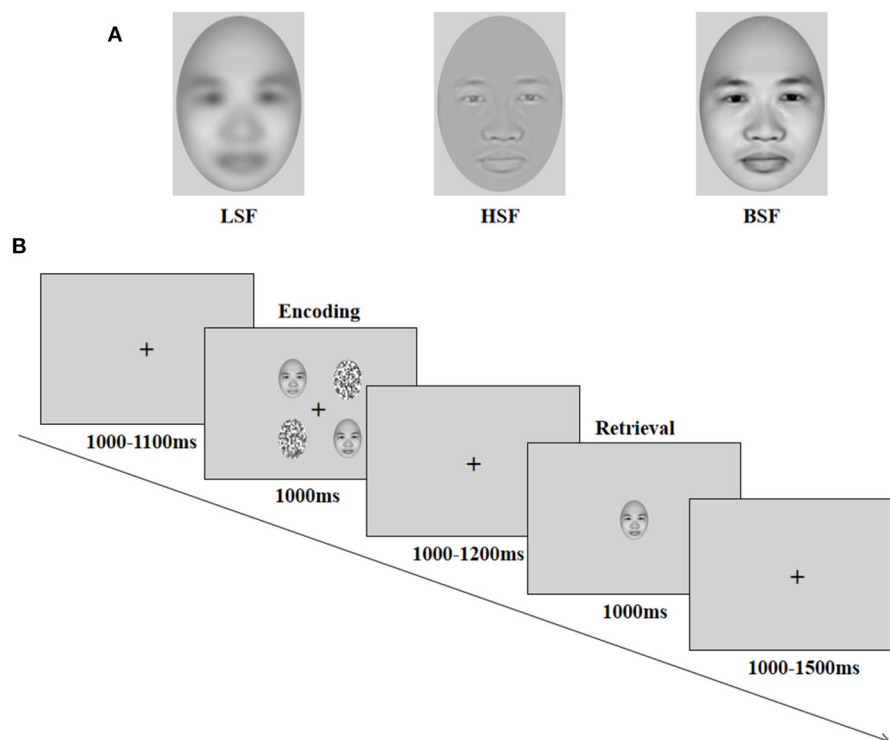 A
LSF
HSF
BSF
B
Encoding
1000-1100ms
1000ms
Retrieval
1000-1200ms
1000ms
1000-1500ms